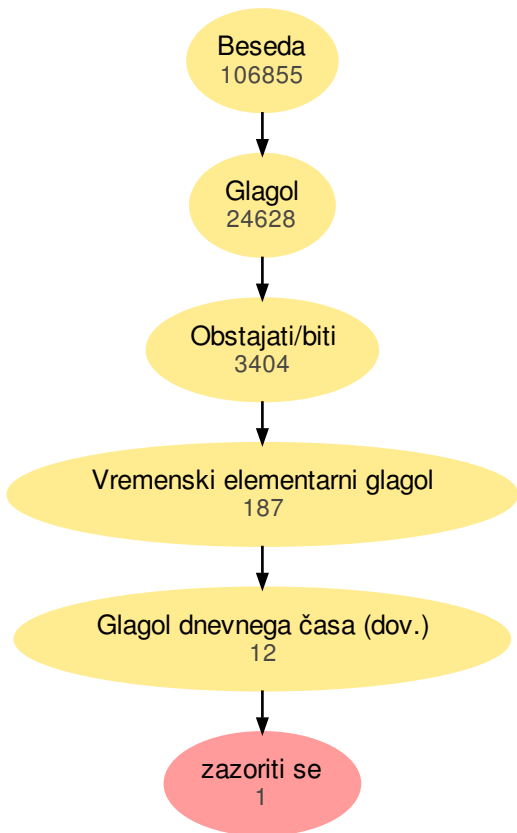 Beseda
106855
Glagol
24628
Obstajati/biti
3404
Vremenski elementarni glagol
187
Glagol dnevnega časa (dov.)
12
zazoriti se
1